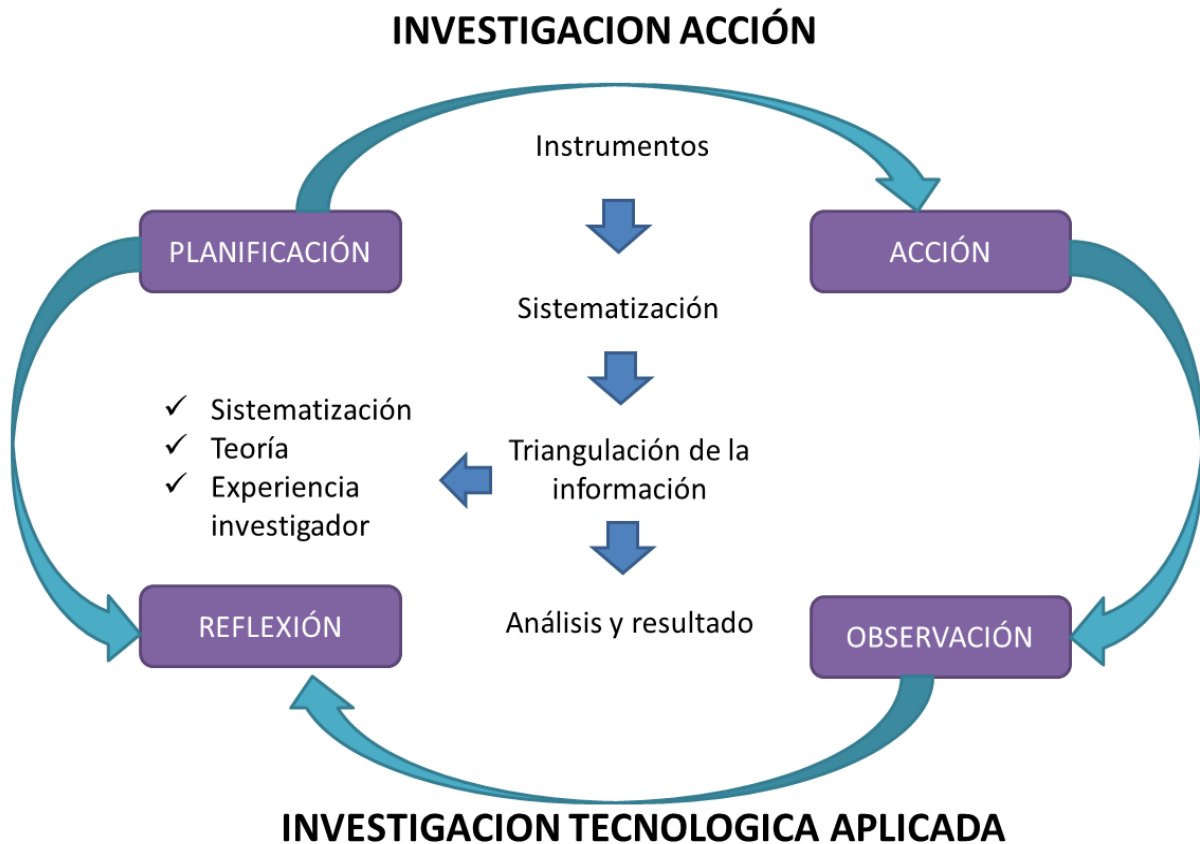 INVESTIGACION ACCIÓN
Instrumentos
PLANIFICACIÓN
ACCIÓN
Sistematización
✓ Sistematización
✓ Teoría
✓ Experiencia
investigador
Triangulación de la
información
REFLEXIÓN
Análisis y resultado
OBSERVACIÓN
INVESTIGACION TECNOLOGICA APLICADA